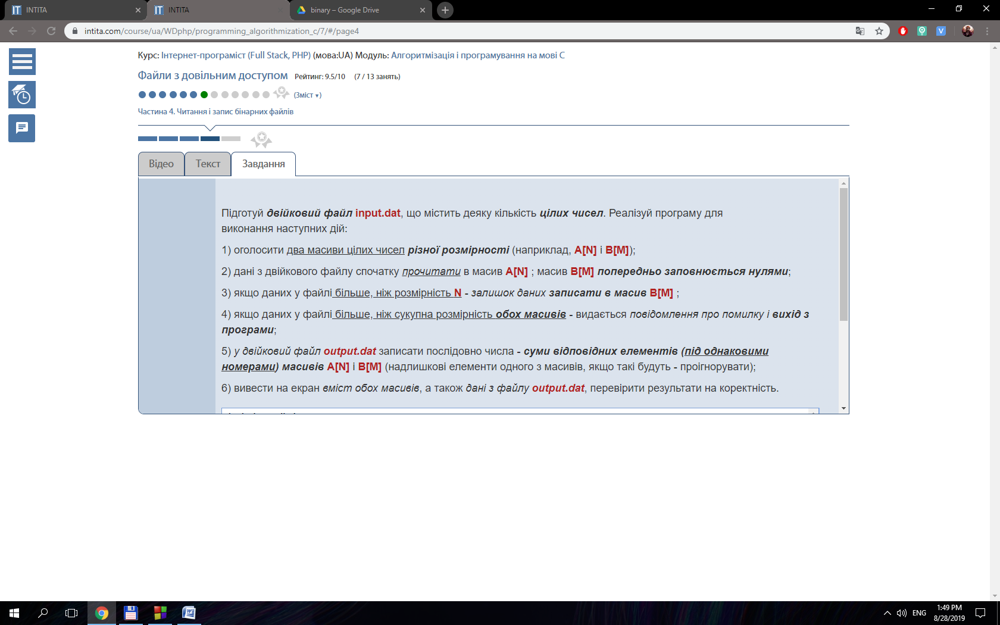 INTITA
INTITA
binary – Google Drive
intita.com/course/ua/WDphp/programming_algorithmization_c/7/#/page4
Курс: Інтернет-програміст (Full Stack, PHP) (мова:UA) Модуль: Алгоритмізація і програмування на мові С
Файли з довільним доступом Рейтинг: 9.5/10 (7 / 13 занять)
(Зміст ▾)
Частина 4. Читання і запис бінарних файлів
Відео Текст Завдання
Підготуй двійковий файл input.dat, що містить деяку кількість цілих чисел. Реалізуй програму для
виконання наступних дій:
1) оголосити два масиви цілих чисел різної розмірності (наприклад, A[N] і B[M]);
2) дані з двійкового файлу спочатку прочитати в масив A[N] ; масив B[M] попередньо заповнюється нулями;
3) якщо даних у файлі більше, ніж розмірність N - залишок даних записати в масив B[M] ;
4) якщо даних у файлі більше, ніж сукупна розмірність обох масивів - видається повідомлення про помилку і вихід з
програми;
5) у двійковий файл output.dat записати послідовно числа - суми відповідних елементів (під однаковими
номерами) масивів A[N] і B[M] (надлишкові елементи одного з масивів, якщо такі будуть - проігнорувати);
6) вивести на екран вміст обох масивів, а також дані з файлу output.dat, перевірити результати на коректність.
ENG
1:49 PM
8/28/2019